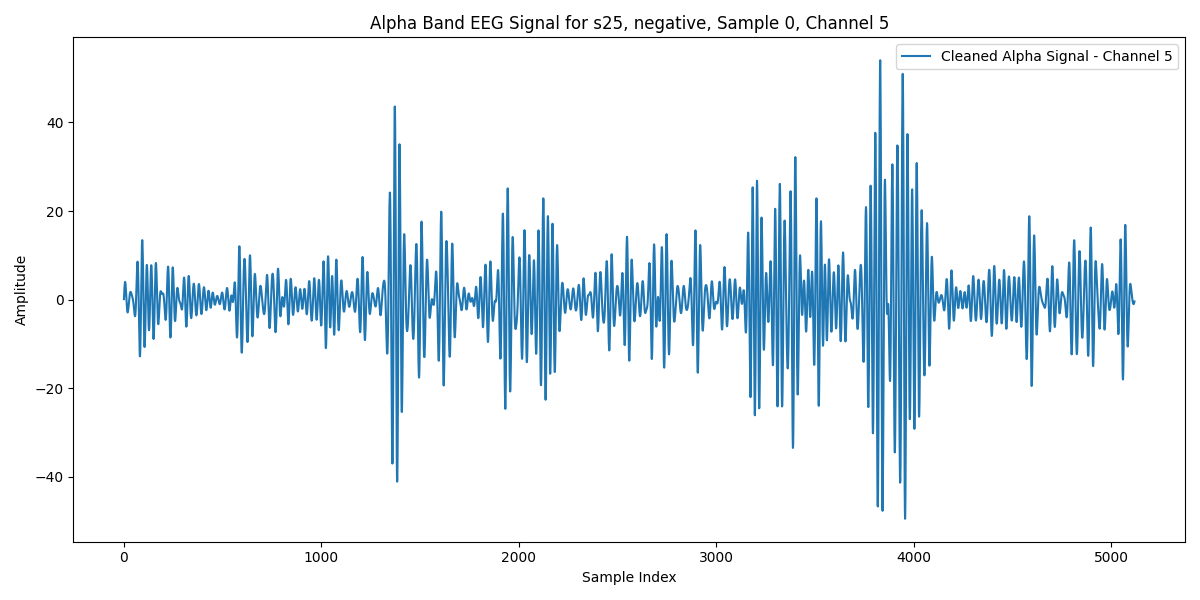 Alpha Band EEG Signal for s25, negative, Sample 0, Channel 5
Cleaned Alpha Signal - Channel 5
Amplitude
40
20
0
−20
−40
0 1000 2000 3000 4000 5000
Sample Index